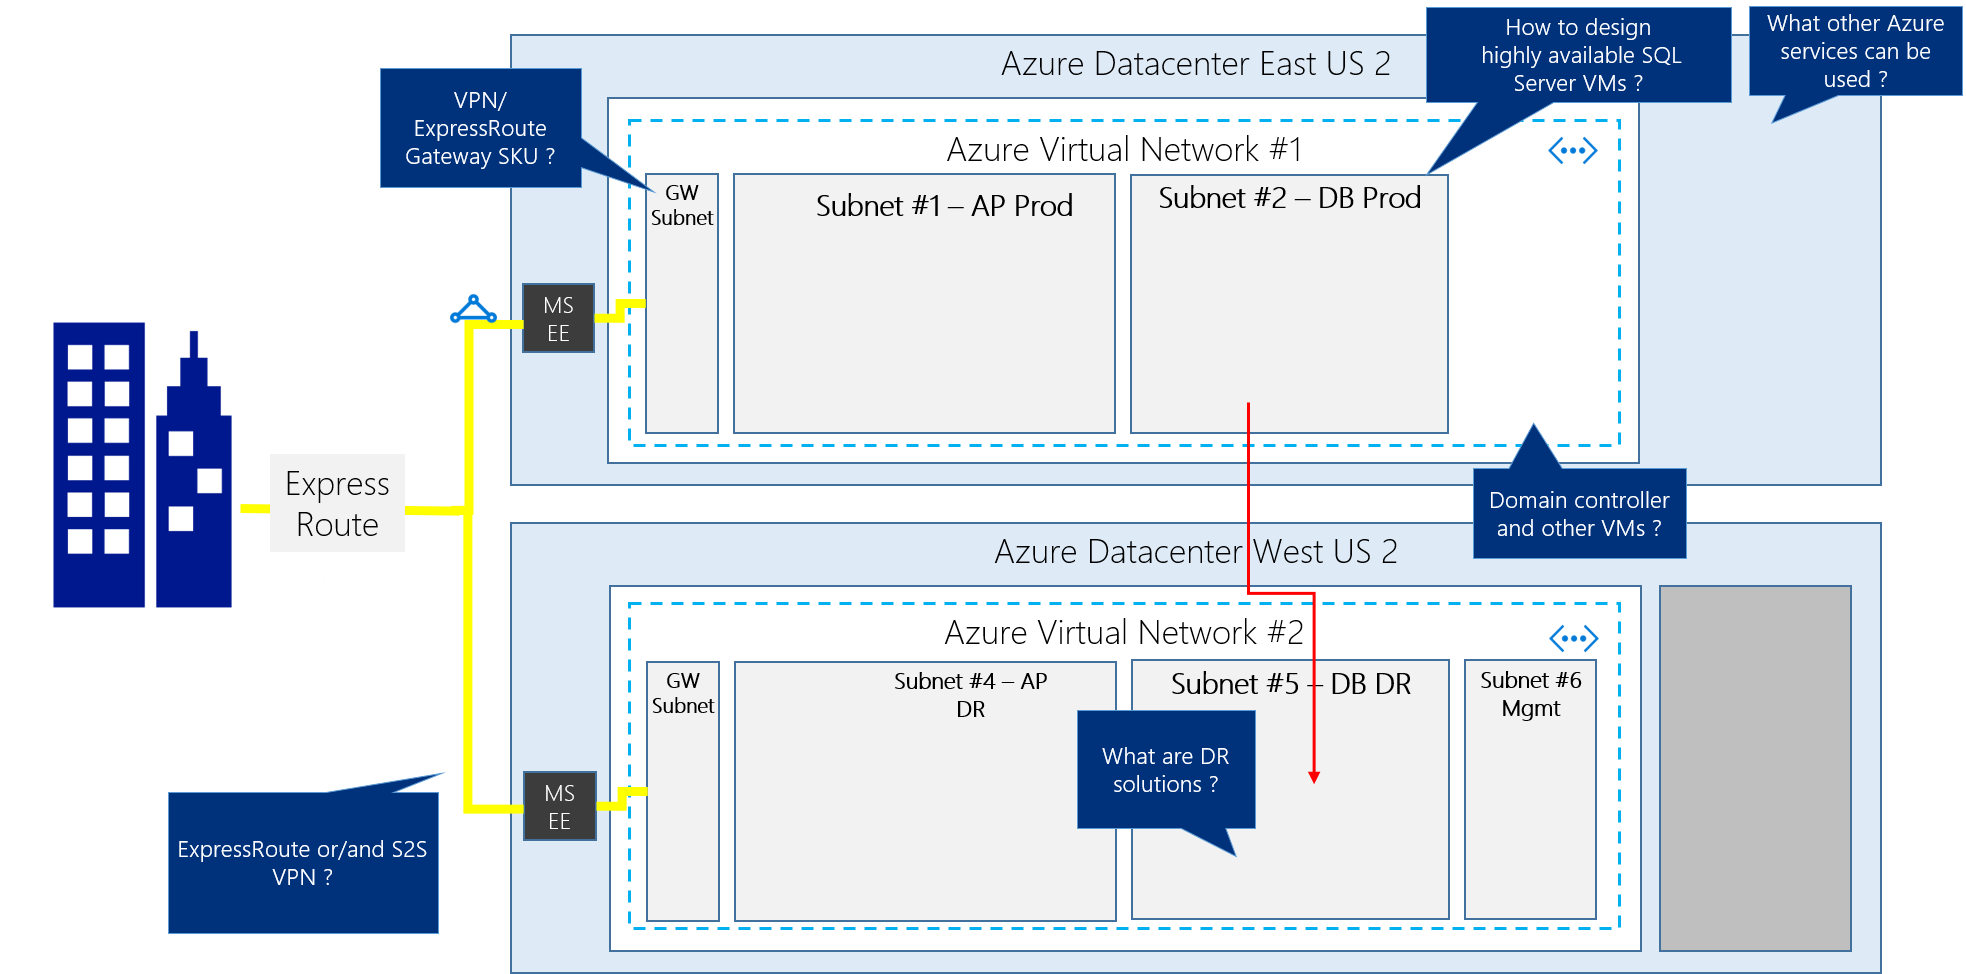 Azure Datacenter East US 2
How to design
highly available SQL
Server VMs ?
What other Azure
services can be
used ?
VPN/
ExpressRoute
Gateway SKU ?
Azure Virtual Network #1
GW
Subnet
Subnet #1 – AP Prod
Subnet #2 – DB Prod
MS
EE
Express
Route
Domain controller
and other VMs ?
Azure Datacenter West US 2
Azure Virtual Network #2
GW
Subnet
Subnet #4 – AP
DR
Subnet #5 – DB DR
Subnet #6
Mgmt
What are DR
solutions ?
MS
EE
ExpressRoute or/and S2S
VPN ?